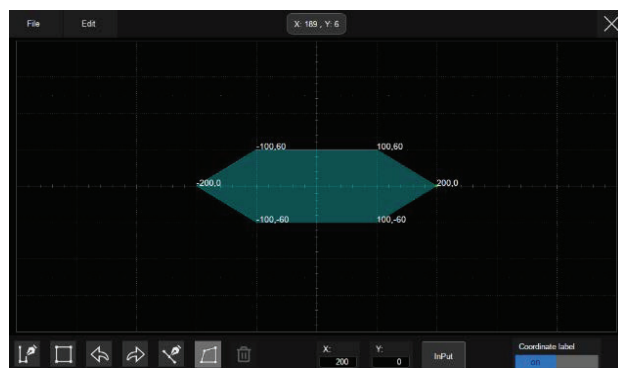 File Edit X: 189 , Y: 6
-100,60 100,60
-200,0 200,0
-100,-60 100,-60
X: Y: Coordinate label
200 0 InPut on